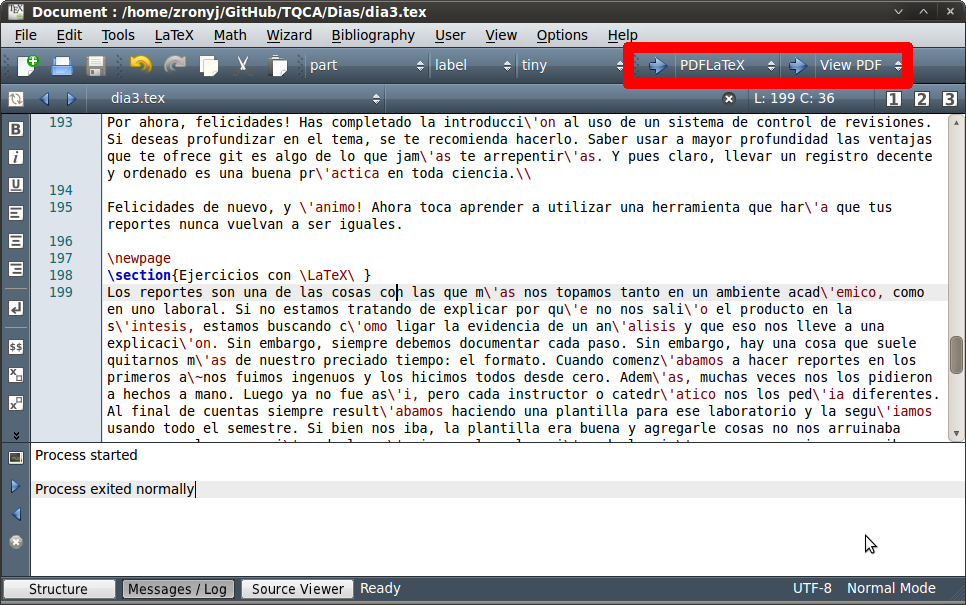 Document : /home/zronyj/GitHub/TQCA/Dias/dia3.tex
File Edit Tools LaTeX Math Wizard Bibliography User View Options Help
part label tiny PDFLaTeX View PDF
dia3.tex L: 199 C: 36 1 2 3
193 Por ahora, felicidades! Has completado la introducci\'on al uso de un sistema de control de revisiones.
Si deseas profundizar en el tema, se te recomienda hacerlo. Saber usar a mayor profundidad las ventajas
que te ofrece git es algo de lo que jam\'as te arrepentir\'as. Y pues claro, llevar un registro decente
y ordenado es una buena pr\'actica en toda ciencia.\\
194
195 Felicidades de nuevo, y \'animo! Ahora toca aprender a utilizar una herramienta que har\'a que tus
reportes nunca vuelvan a ser iguales.
196
197 \newpage
198 \section{Ejercicios con \LaTeX\ }
199 Los reportes son una de las cosas con las que m\'as nos topamos tanto en un ambiente acad\'emico, como
en uno laboral. Si no estamos tratando de explicar por qu\'e no nos sali\'o el producto en la
s\'intesis, estamos buscando c\'omo ligar la evidencia de un an\'alisis y que eso nos lleve a una
explicaci\'on. Sin embargo, siempre debemos documentar cada paso. Sin embargo, hay una cosa que suele
quitarnos m\'as de nuestro preciado tiempo: el formato. Cuando comenz\'abamos a hacer reportes en los
primeros a\~nos fuimos ingenuos y los hicimos todos desde cero. Adem\'as, muchas veces nos los pidieron
a hechos a mano. Luego ya no fue as\'i, pero cada instructor o catedr\'atico nos los ped\'ia diferentes.
Al final de cuentas siempre result\'abamos haciendo una plantilla para ese laboratorio y la segu\'iamos
usando todo el semestre. Si bien nos iba, la plantilla era buena y agregarle cosas no nos arruinaba
Process started
Process exited normally
Structure Messages / Log Source Viewer Ready UTF-8 Normal Mode